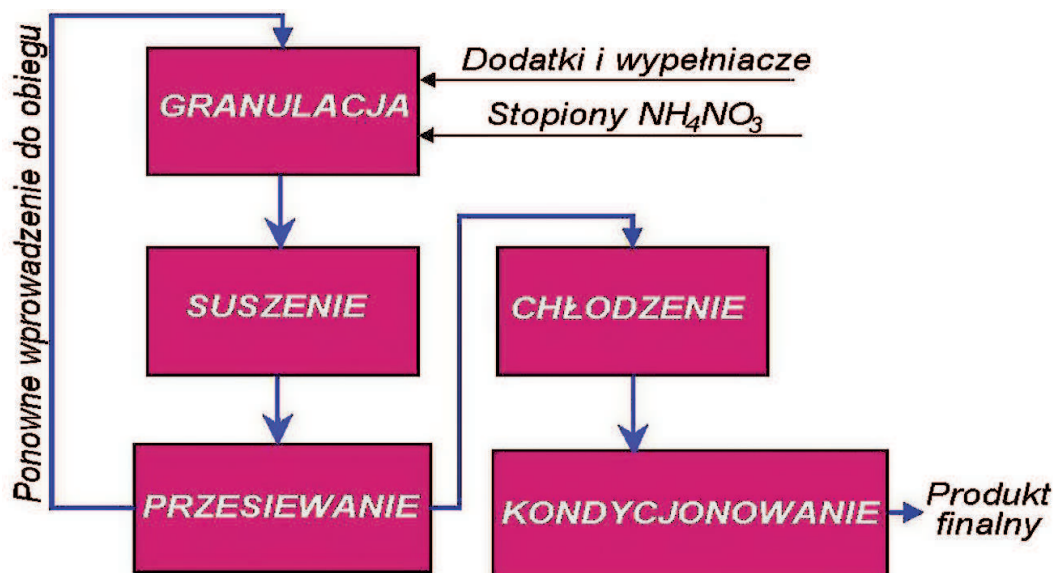 Ponowne wprowadzenie do obiegu
GRANULACJA
Dodatki i wypełniacze
Stopiony NH₄NO₃
SUSZENIE
CHŁODZENIE
PRZESIEWANIE
KONDYCJONOWANIE
Produkt
finalny